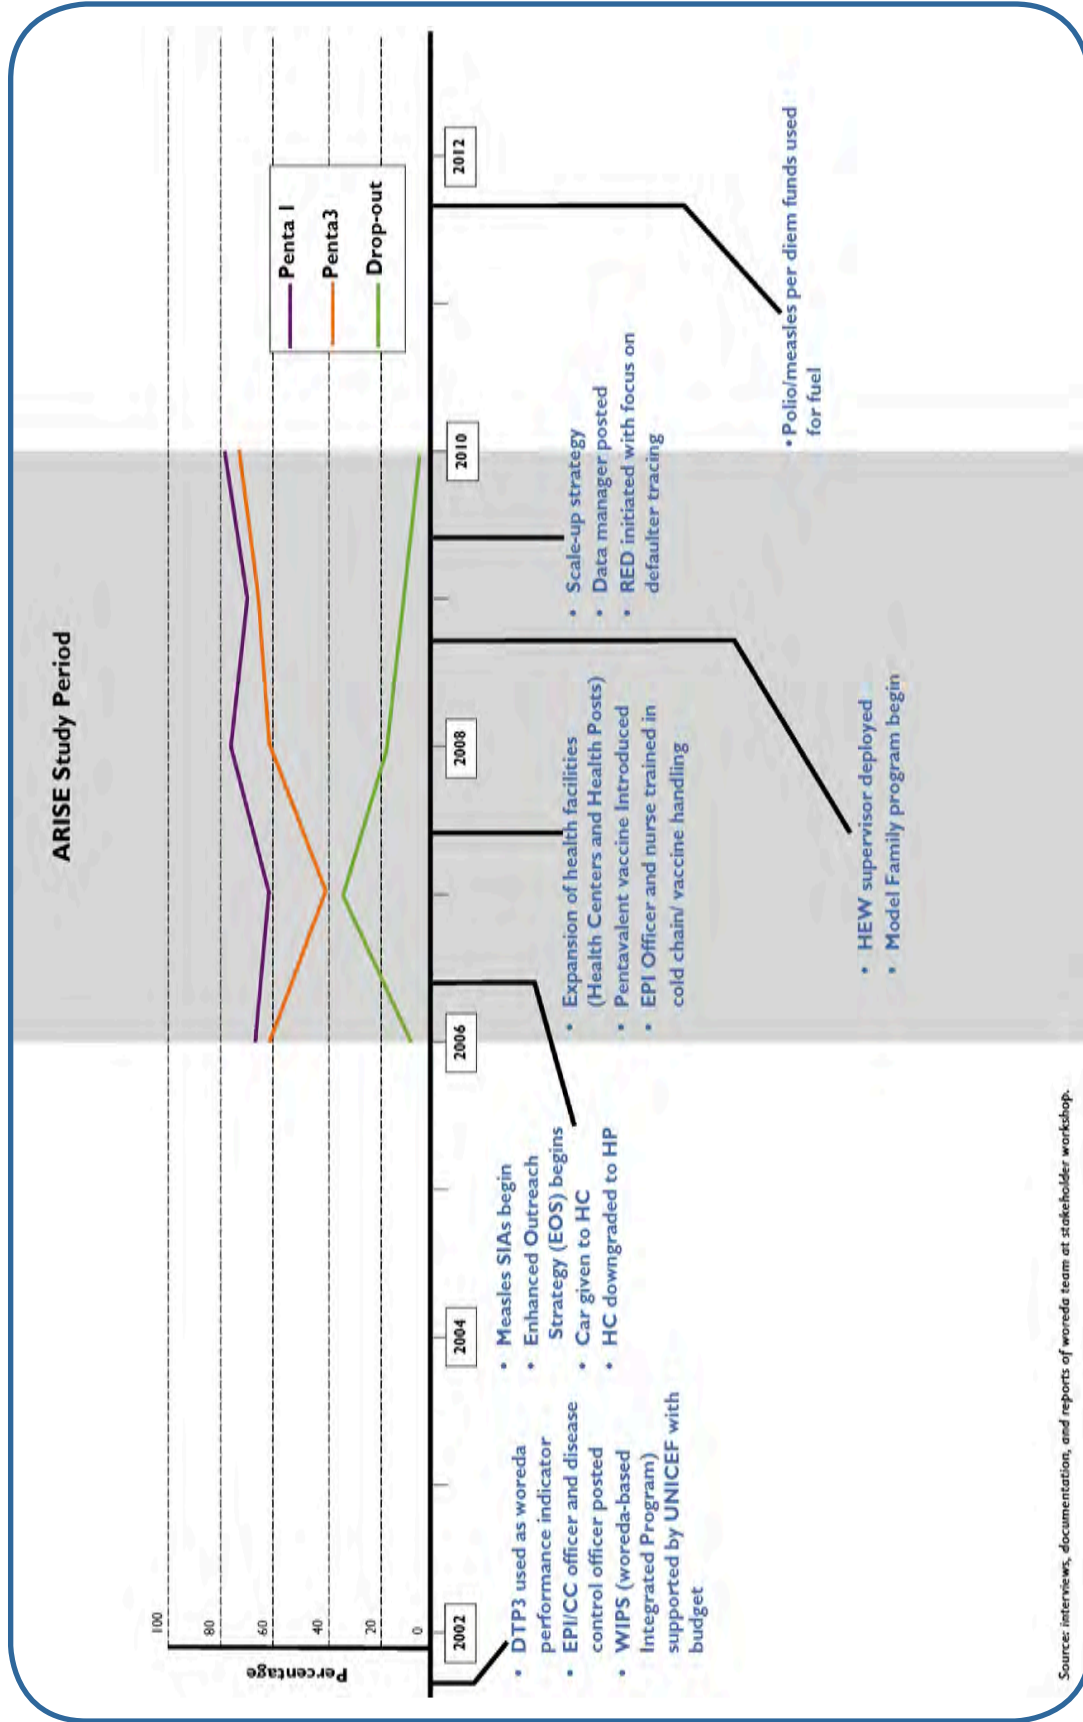 ARISE Study Period
Percentage
100
80
60
40
20
0
Penta 1
Penta3
Drop-out
2002
2004
2006
2008
2010
2012
• DTP3 used as woreda
performance indicator
• EPI/CC officer and disease
control officer posted
• WIPS (woreda-based
Integrated Program)
supported by UNICEF with
budget
• Measles SIAs begin
• Enhanced Outreach
Strategy (EOS) begins
• Car given to HC
• HC downgraded to HP
• Expansion of health facilities
(Health Centers and Health Posts)
• Pentavalent vaccine Introduced
• EPI Officer and nurse trained in
cold chain/ vaccine handling
• HEW supervisor deployed
• Model Family program begin
• Scale-up strategy
• Data manager posted
• RED initiated with focus on
defaulter tracing
• Polio/measles per diem funds used
for fuel
Source: interviews, documentation, and reports of woreda team at stakeholder workshop.